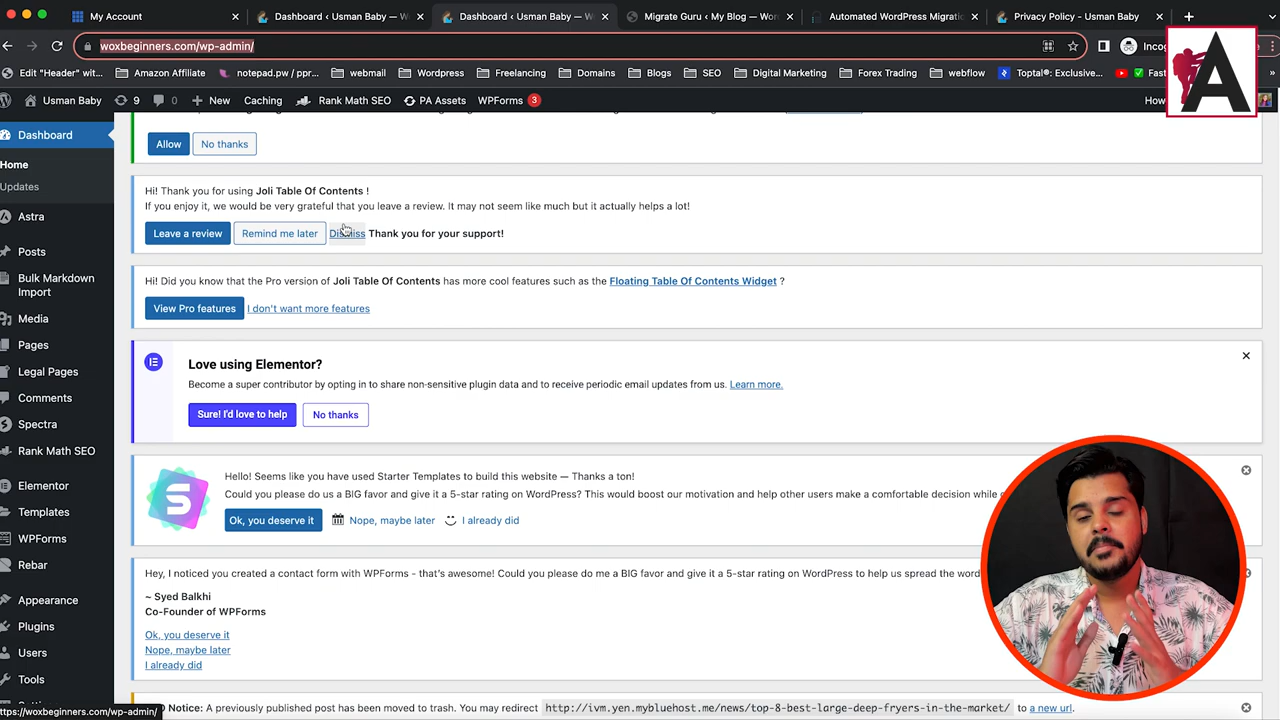 My Account
Dashboard ‹ Usman Baby —
Dashboard ‹ Usman Baby — W
Migrate Guru ‹ My Blog — Wo
Automated WordPress Migratio
Privacy Policy - Usman Baby
woxbeginners.com/wp-admin/
Edit "Header" wit...
Amazon Affiliate
notepad.pw / ppr...
webmail
Wordpress
Freelancing
Domains
Blogs
SEO
Digital Marketing
Forex Trading
webflow
Toptal®: Exclusive...
A
Usman Baby
9
0
New
Caching
Rank Math SEO
PA Assets
WPForms 3
Dashboard
Home
Updates
Astra
Posts
Bulk Markdown
Import
Media
Pages
Legal Pages
Comments
Spectra
Rank Math SEO
Elementor
Templates
WPForms
Rebar
Appearance
Plugins
Users
Tools
Allow
No thanks
Hi! Thank you for using Joli Table Of Contents !
If you enjoy it, we would be very grateful that you leave a review. It may not seem like much but it actually helps a lot!
Leave a review
Remind me later
Dismiss
Thank you for your support!
Hi! Did you know that the Pro version of Joli Table Of Contents has more cool features such as the Floating Table Of Contents Widget ?
View Pro features
I don't want more features
Love using Elementor?
Become a super contributor by opting in to share non-sensitive plugin data and to receive periodic email updates from us. Learn more.
Sure! I'd love to help
No thanks
S
Hello! Seems like you have used Starter Templates to build this website — Thanks a ton!
Could you please do us a BIG favor and give it a 5-star rating on WordPress? This would boost our motivation and help other users make a comfortable decision while
Ok, you deserve it
Nope, maybe later
I already did
Hey, I noticed you created a contact form with WPForms - that's awesome! Could you please do me a BIG favor and give it a 5-star rating on WordPress to help us spread the
~ Syed Balkhi
Co-Founder of WPForms
Ok, you deserve it
Nope, maybe later
I already did
Notice: A previously published post has been moved to trash. You may redirect http://ivm.yen.mybluehost.me/news/top-8-best-large-deep-fryers-in-the-market/ to a new url.
ttps://woxbeginners.com/wp-admin/